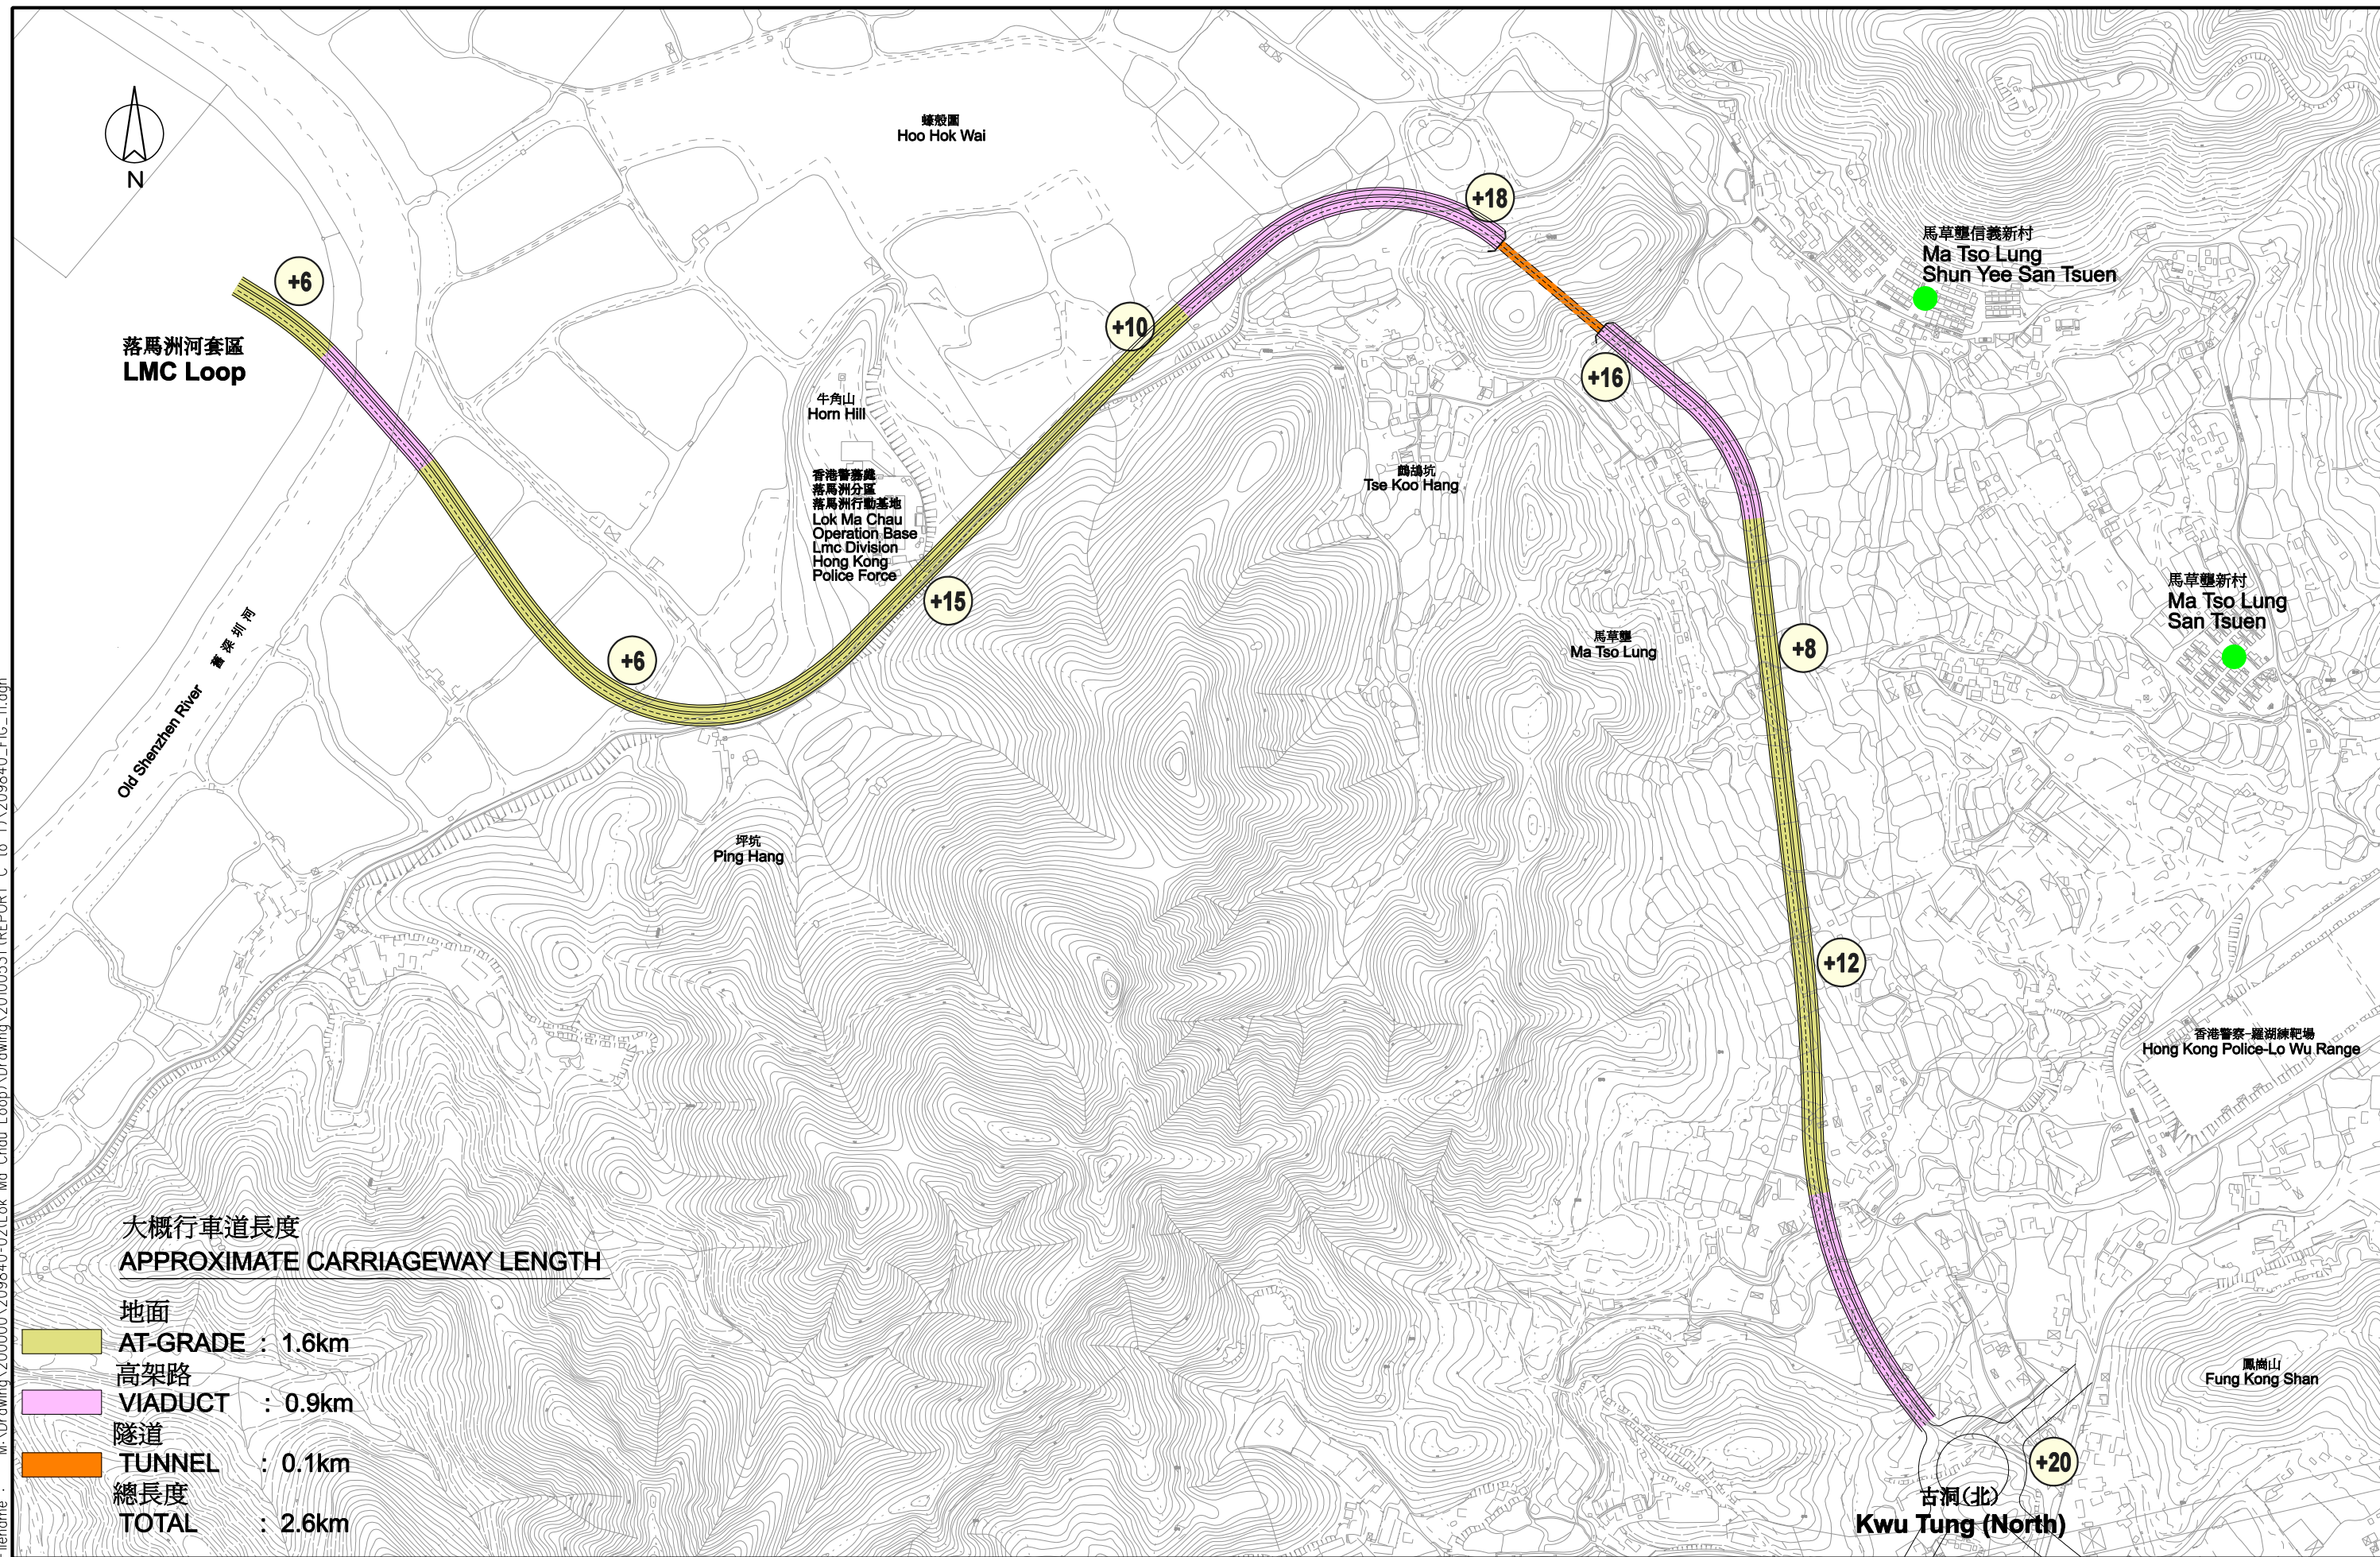 蠔殼圍
Hoo Hok Wai
N
+18
馬草壟信義新村
Ma Tso Lung
Shun Yee San Tsuen
+6
+10
落馬洲河套區
LMC Loop
+16
牛角山
Horn Hill
香港警務處
落馬洲分區
落馬洲行動基地
Lok Ma Chau
Operation Base
Lmc Division
Hong Kong
Police Force
鷓鴣坑
Tse Koo Hang
+15
馬草壟新村
Ma Tso Lung
San Tsuen
舊深圳河
Old Shenzhen River
+6
馬草壟
Ma Tso Lung
+8
坪坑
Ping Hang
+12
香港警察-羅湖練靶場
Hong Kong Police-Lo Wu Range
大概行車道長度
APPROXIMATE CARRIAGEWAY LENGTH
地面
AT-GRADE : 1.6km
高架路
VIADUCT : 0.9km
隧道
TUNNEL : 0.1km
總長度
TOTAL : 2.6km
鳳崗山
Fung Kong Shan
+20
古洞(北)
Kwu Tung (North)